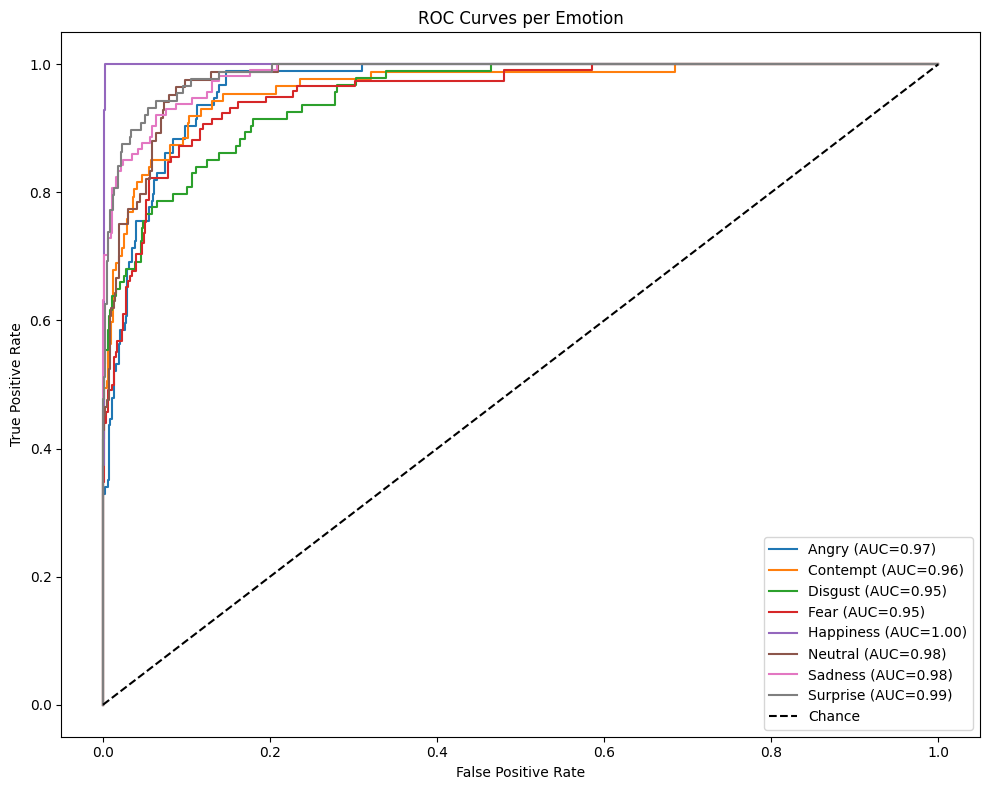 ROC Curves per Emotion
True Positive Rate
1.0
0.8
0.6
0.4
0.2
0.0
0.0 0.2 0.4 0.6 0.8 1.0
False Positive Rate
Angry (AUC=0.97)
Contempt (AUC=0.96)
Disgust (AUC=0.95)
Fear (AUC=0.95)
Happiness (AUC=1.00)
Neutral (AUC=0.98)
Sadness (AUC=0.98)
Surprise (AUC=0.99)
Chance